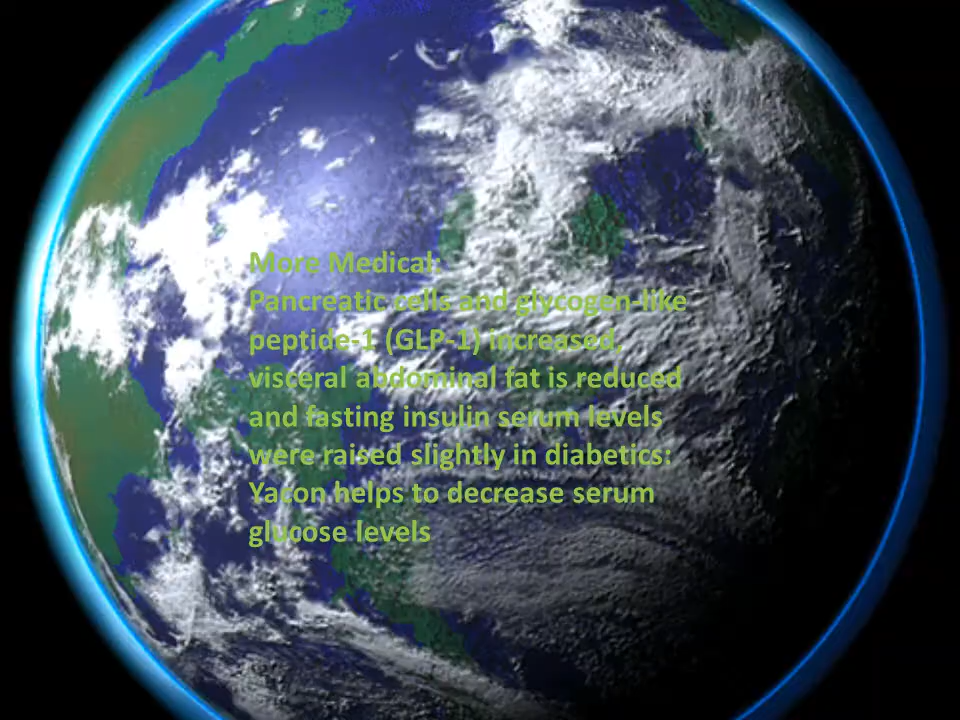 More Medical:
Pancreatic cells and glycogen-like
peptide-1 (GLP-1) increased,
visceral abdominal fat is reduced
and fasting insulin serum levels
were raised slightly in diabetics:
Yacon helps to decrease serum
glucose levels